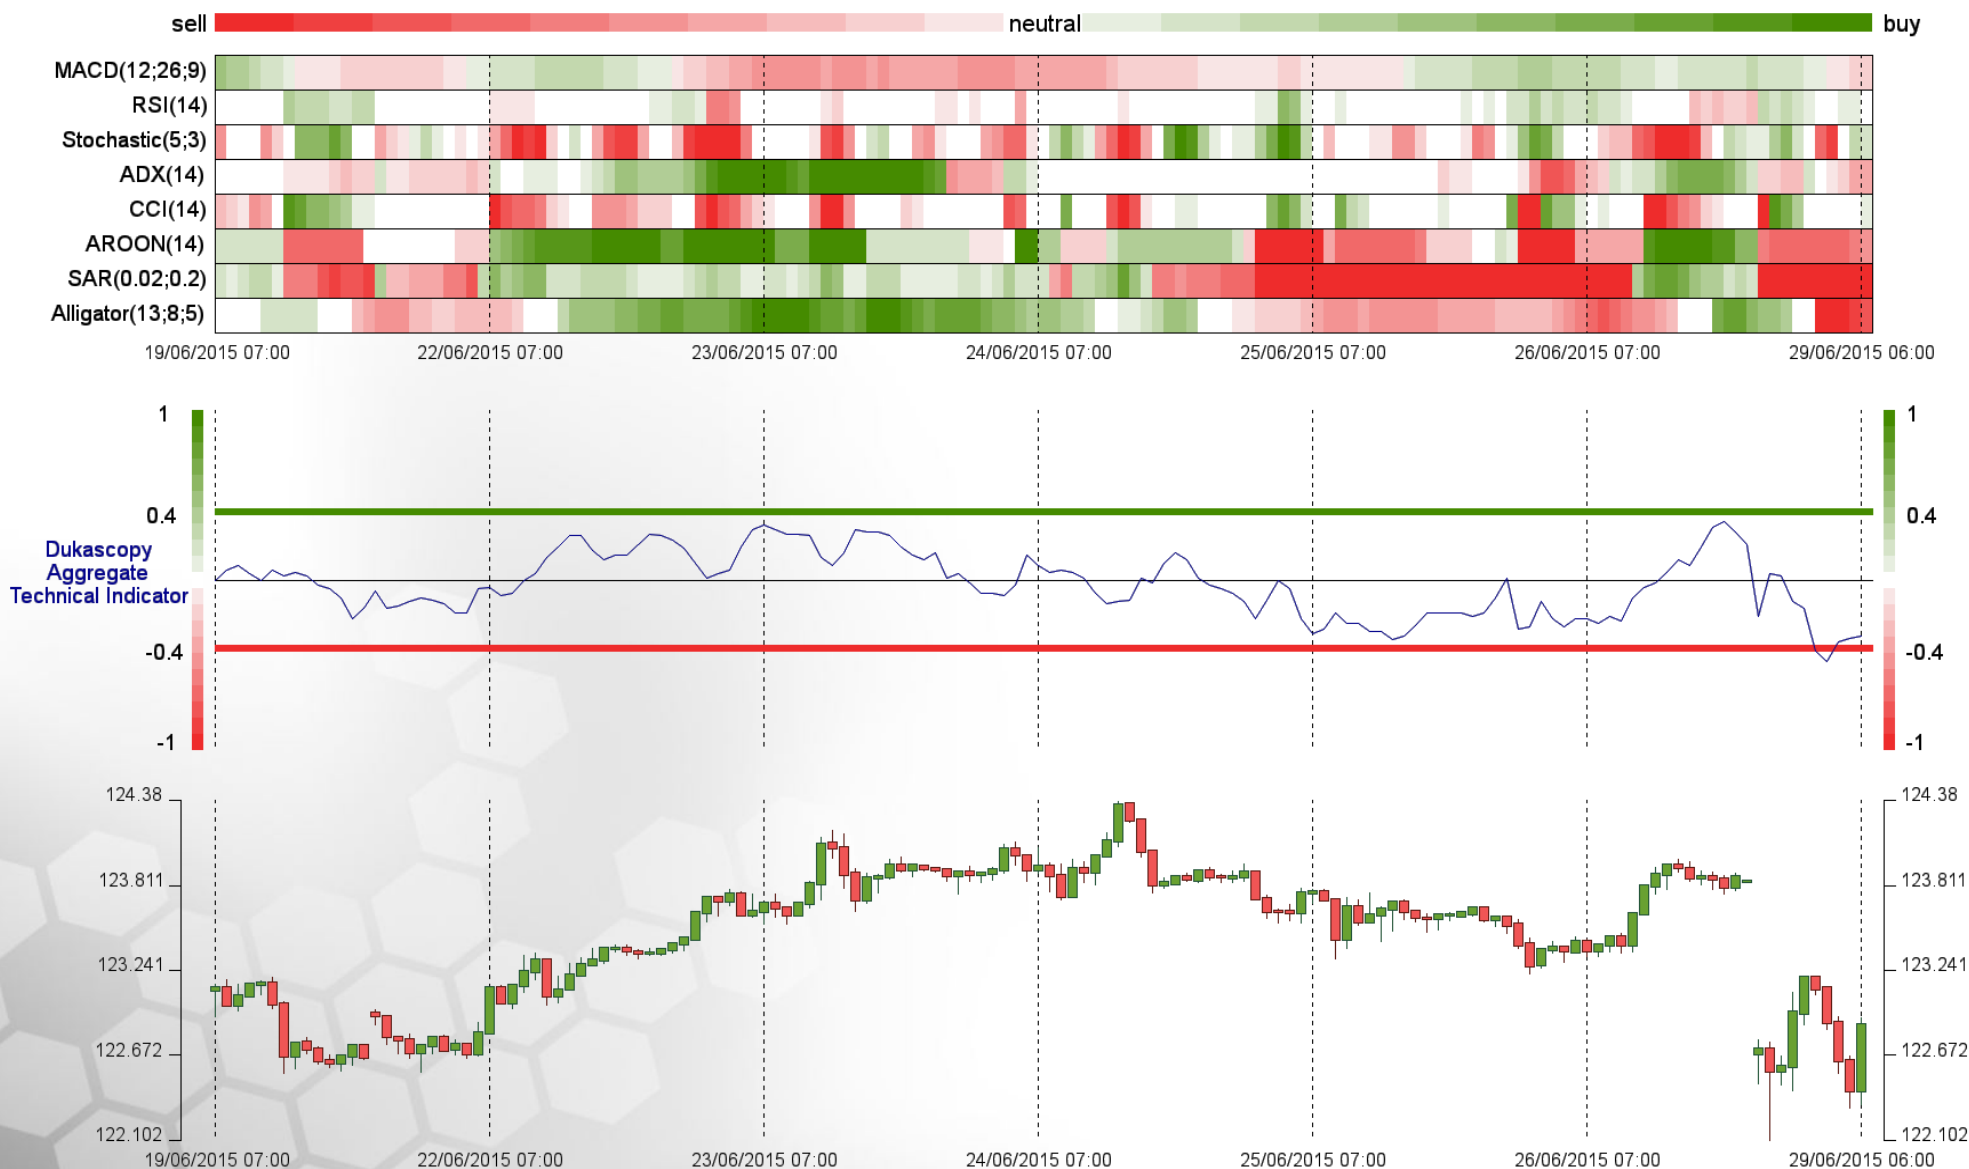 sell neutral buy
MACD(12;26;9)
RSI(14)
Stochastic(5;3)
ADX(14)
CCI(14)
AROON(14)
SAR(0.02;0.2)
Alligator(13;8;5)
19/06/2015 07:00 22/06/2015 07:00 23/06/2015 07:00 24/06/2015 07:00 25/06/2015 07:00 26/06/2015 07:00 29/06/2015 06:00
1 1
0.4 0.4
Dukascopy
Aggregate
Technical Indicator
-0.4 -0.4
-1 -1
124.38 124.38
123.811 123.811
123.241 123.241
122.672 122.672
122.102 122.102
19/06/2015 07:00 22/06/2015 07:00 23/06/2015 07:00 24/06/2015 07:00 25/06/2015 07:00 26/06/2015 07:00 29/06/2015 06:00